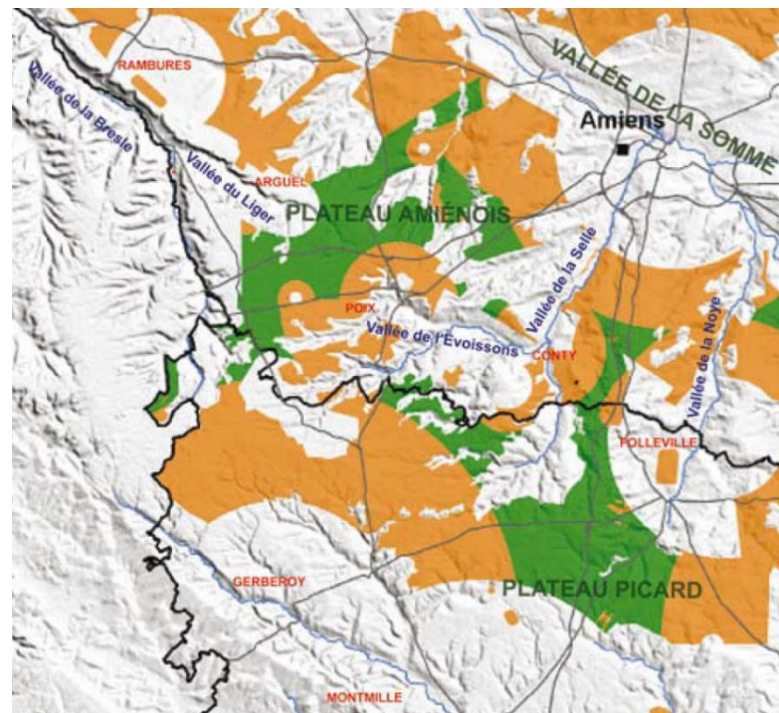 RAMBURES
Vallée de la Bresle
VALLÉE DE LA SOMME
Amiens
Vallée du Liger
ARGUEL
PLATEAU AMIÉNOIS
Vallée de la Selle
POIX
Vallée de l'Évoissons
CONTY
Vallée de la Noye
FOLLEVILLE
GERBEROY
PLATEAU PICARD
MONTMILLE